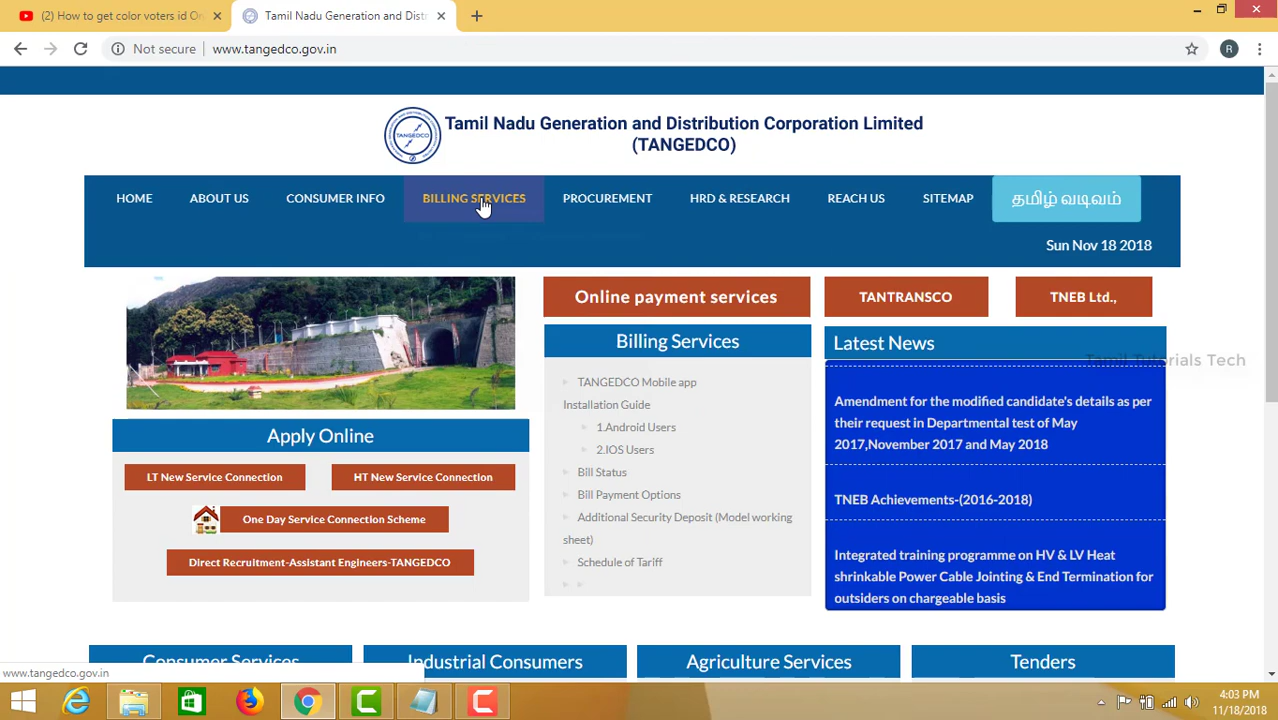 (2) How to get color voters id On
Tamil Nadu Generation and Distr
Not secure
www.tangedco.gov.in
R
TANGEDCO
Tamil Nadu Generation and Distribution Corporation Limited
(TANGEDCO)
HOME
ABOUT US
CONSUMER INFO
BILLING SERVICES
PROCUREMENT
HRD & RESEARCH
REACH US
SITEMAP
தமிழ் வடிவம்
Sun Nov 18 2018
Online payment services
TANTRANSCO
TNEB Ltd.,
Billing Services
TANGEDCO Mobile app
Installation Guide
1.Android Users
2.IOS Users
Bill Status
Bill Payment Options
Additional Security Deposit (Model working
sheet)
Schedule of Tariff
Latest News
Tamil Tutorials Tech
Amendment for the modified candidate's details as per
their request in Departmental test of May
2017,November 2017 and May 2018
TNEB Achievements-(2016-2018)
Integrated training programme on HV & LV Heat
shrinkable Power Cable Jointing & End Termination for
outsiders on chargeable basis
Apply Online
LT New Service Connection
HT New Service Connection
One Day Service Connection Scheme
Direct Recruitment-Assistant Engineers-TANGEDCO
Consumer Services
Industrial Consumers
Agriculture Services
Tenders
www.tangedco.gov.in
4:03 PM
11/18/2018